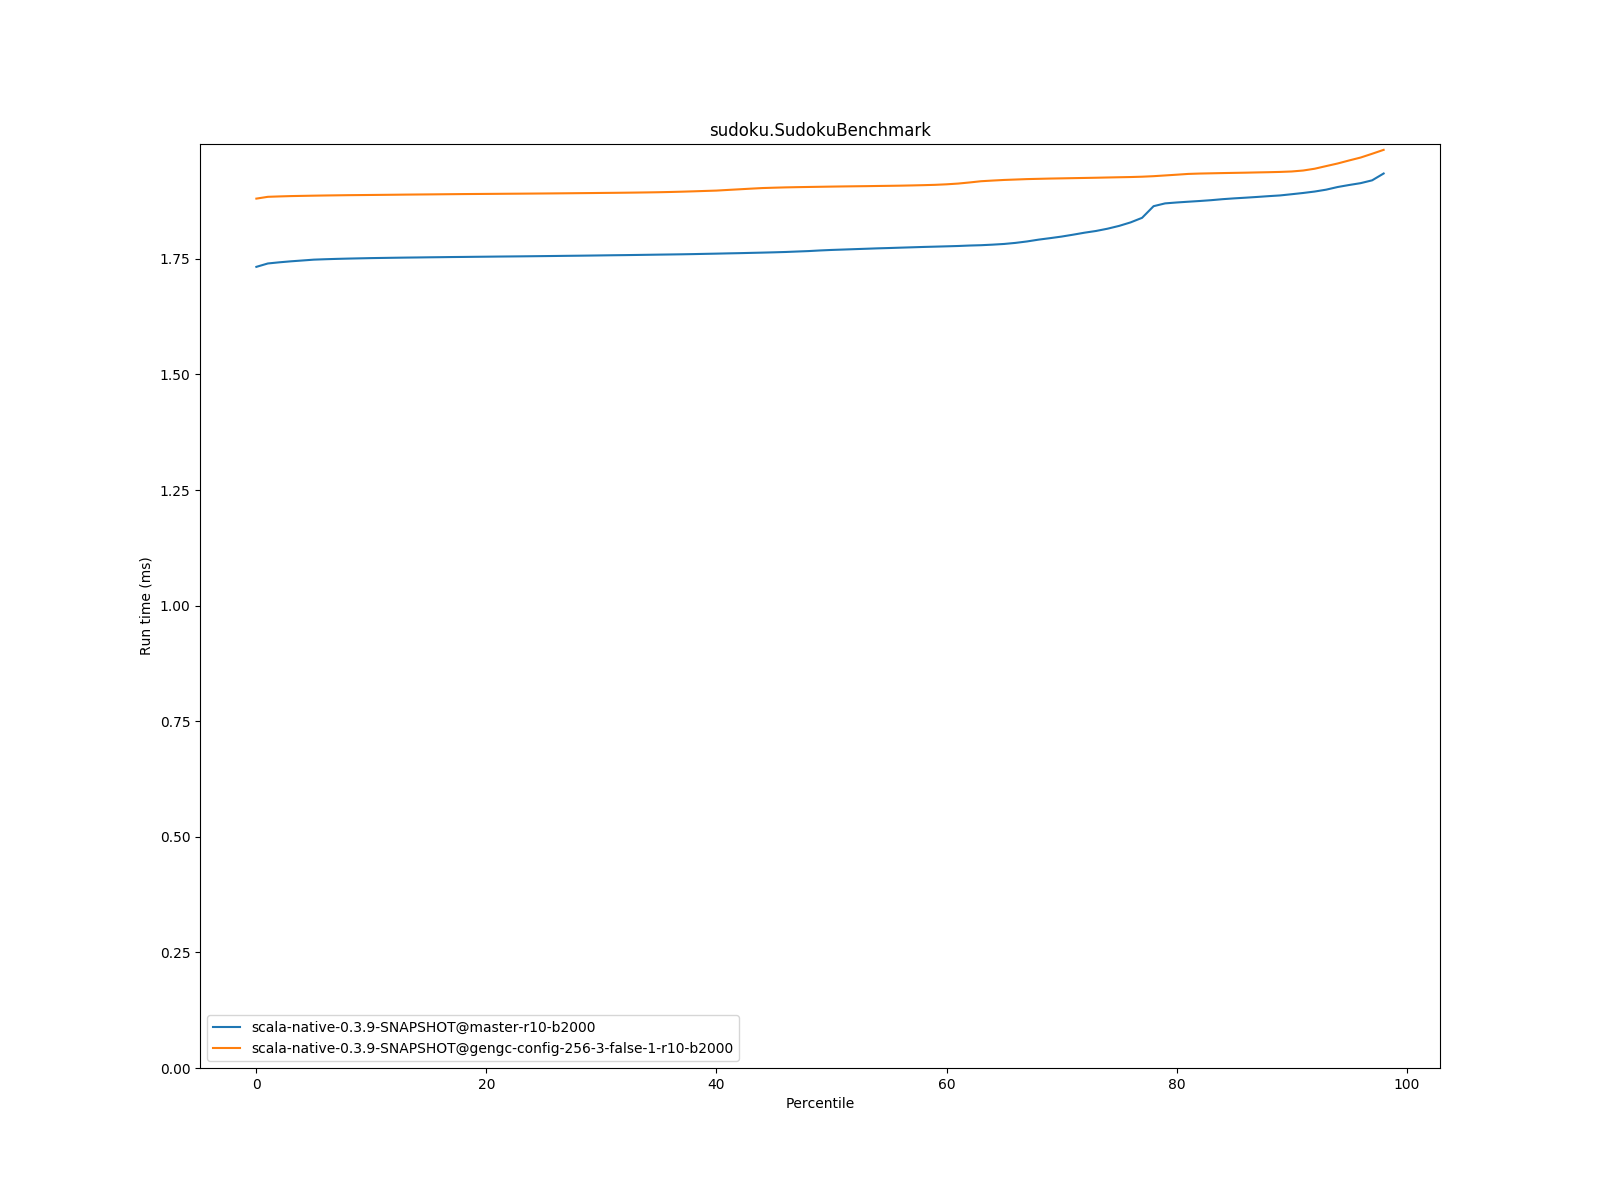 sudoku.SudokuBenchmark
1.75
1.50
1.25
1.00
0.75
0.50
0.25
0.00
Run time (ms)
scala-native-0.3.9-SNAPSHOT@master-r10-b2000
scala-native-0.3.9-SNAPSHOT@gengc-config-256-3-false-1-r10-b2000
0 20 40 60 80 100
Percentile